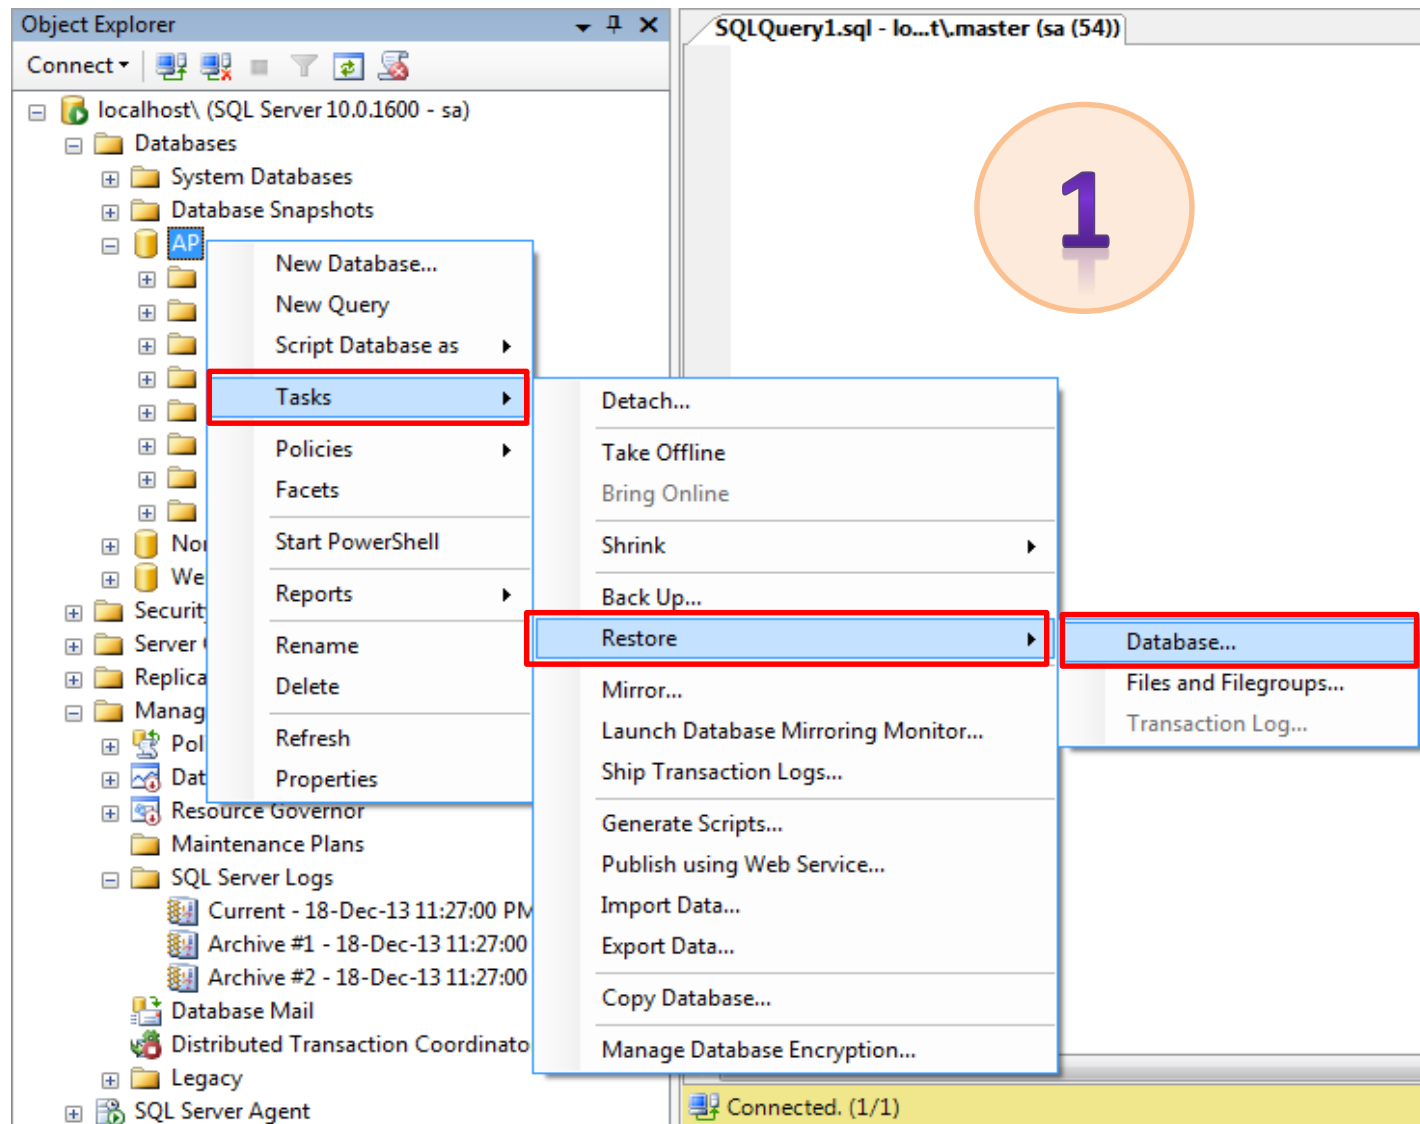 Object Explorer
SQLQuery1.sql - lo...t\.master (sa (54))
Connect
localhost\ (SQL Server 10.0.1600 - sa)
Databases
System Databases
Database Snapshots
AP
Nor
We
Securit
Server
Replica
Manag
Pol
Dat
Resource Governor
Maintenance Plans
SQL Server Logs
Current - 18-Dec-13 11:27:00 PM
Archive #1 - 18-Dec-13 11:27:00
Archive #2 - 18-Dec-13 11:27:00
Database Mail
Distributed Transaction Coordinato
Legacy
SQL Server Agent
New Database...
New Query
Script Database as
Tasks
Policies
Facets
Start PowerShell
Reports
Rename
Delete
Refresh
Properties
Detach...
Take Offline
Bring Online
Shrink
Back Up...
Restore
Mirror...
Launch Database Mirroring Monitor...
Ship Transaction Logs...
Generate Scripts...
Publish using Web Service...
Import Data...
Export Data...
Copy Database...
Manage Database Encryption...
Database...
Files and Filegroups...
Transaction Log...
1
Connected. (1/1)